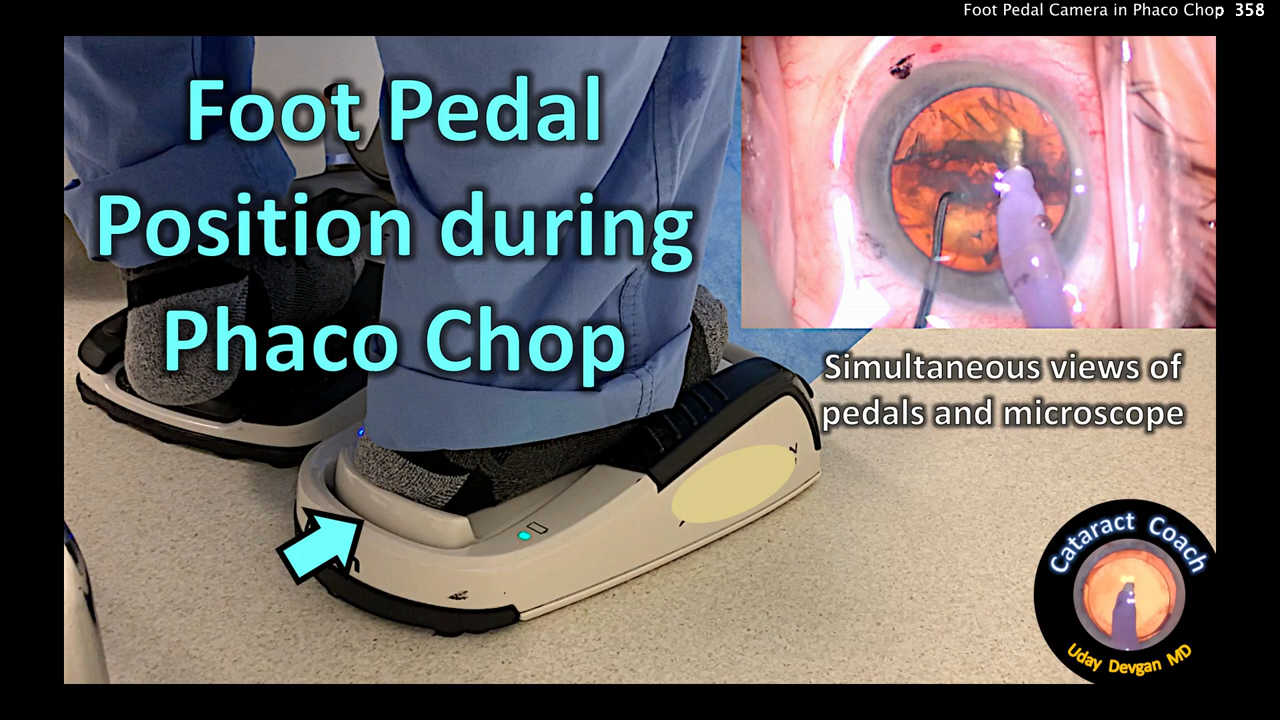 Foot Pedal Camera in Phaco Chop 358
Foot Pedal
Position during
Phaco Chop
Simultaneous views of
pedals and microscope
Cataract Coach
Uday Devgan MD